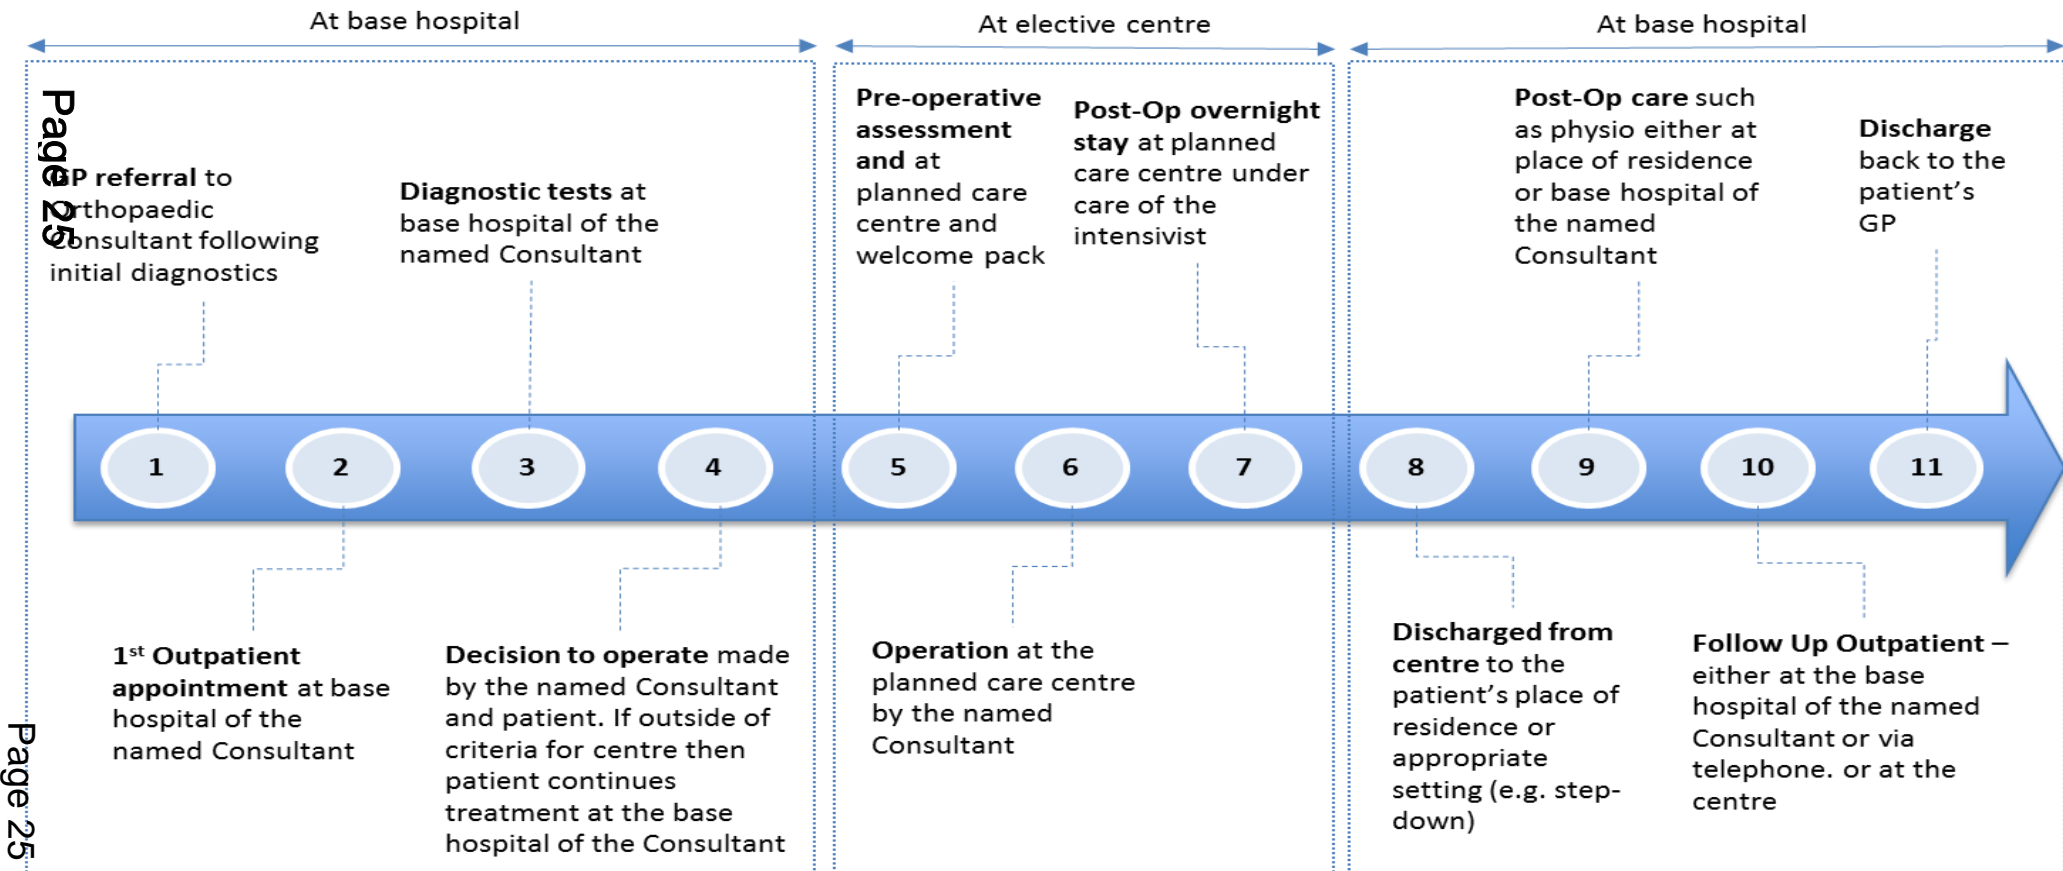 At base hospital
At elective centre
At base hospital
Page 25
GP referral to
Orthopaedic
Consultant following
initial diagnostics
Diagnostic tests at
base hospital of the
named Consultant
Pre-operative
assessment
and at
planned care
centre and
welcome pack
Post-Op overnight
stay at planned
care centre under
care of the
intensivist
Post-Op care such
as physio either at
place of residence
or base hospital of
the named
Consultant
Discharge
back to the
patient’s
GP
1 2 3 4 5 6 7 8 9 10 11
1st Outpatient
appointment at base
hospital of the
named Consultant
Decision to operate made
by the named Consultant
and patient. If outside of
criteria for centre then
patient continues
treatment at the base
hospital of the Consultant
Operation at the
planned care centre
by the named
Consultant
Discharged from
centre to the
patient’s place of
residence or
appropriate
setting (e.g. step-
down)
Follow Up Outpatient –
either at the base
hospital of the named
Consultant or via
telephone. or at the
centre
Page 25